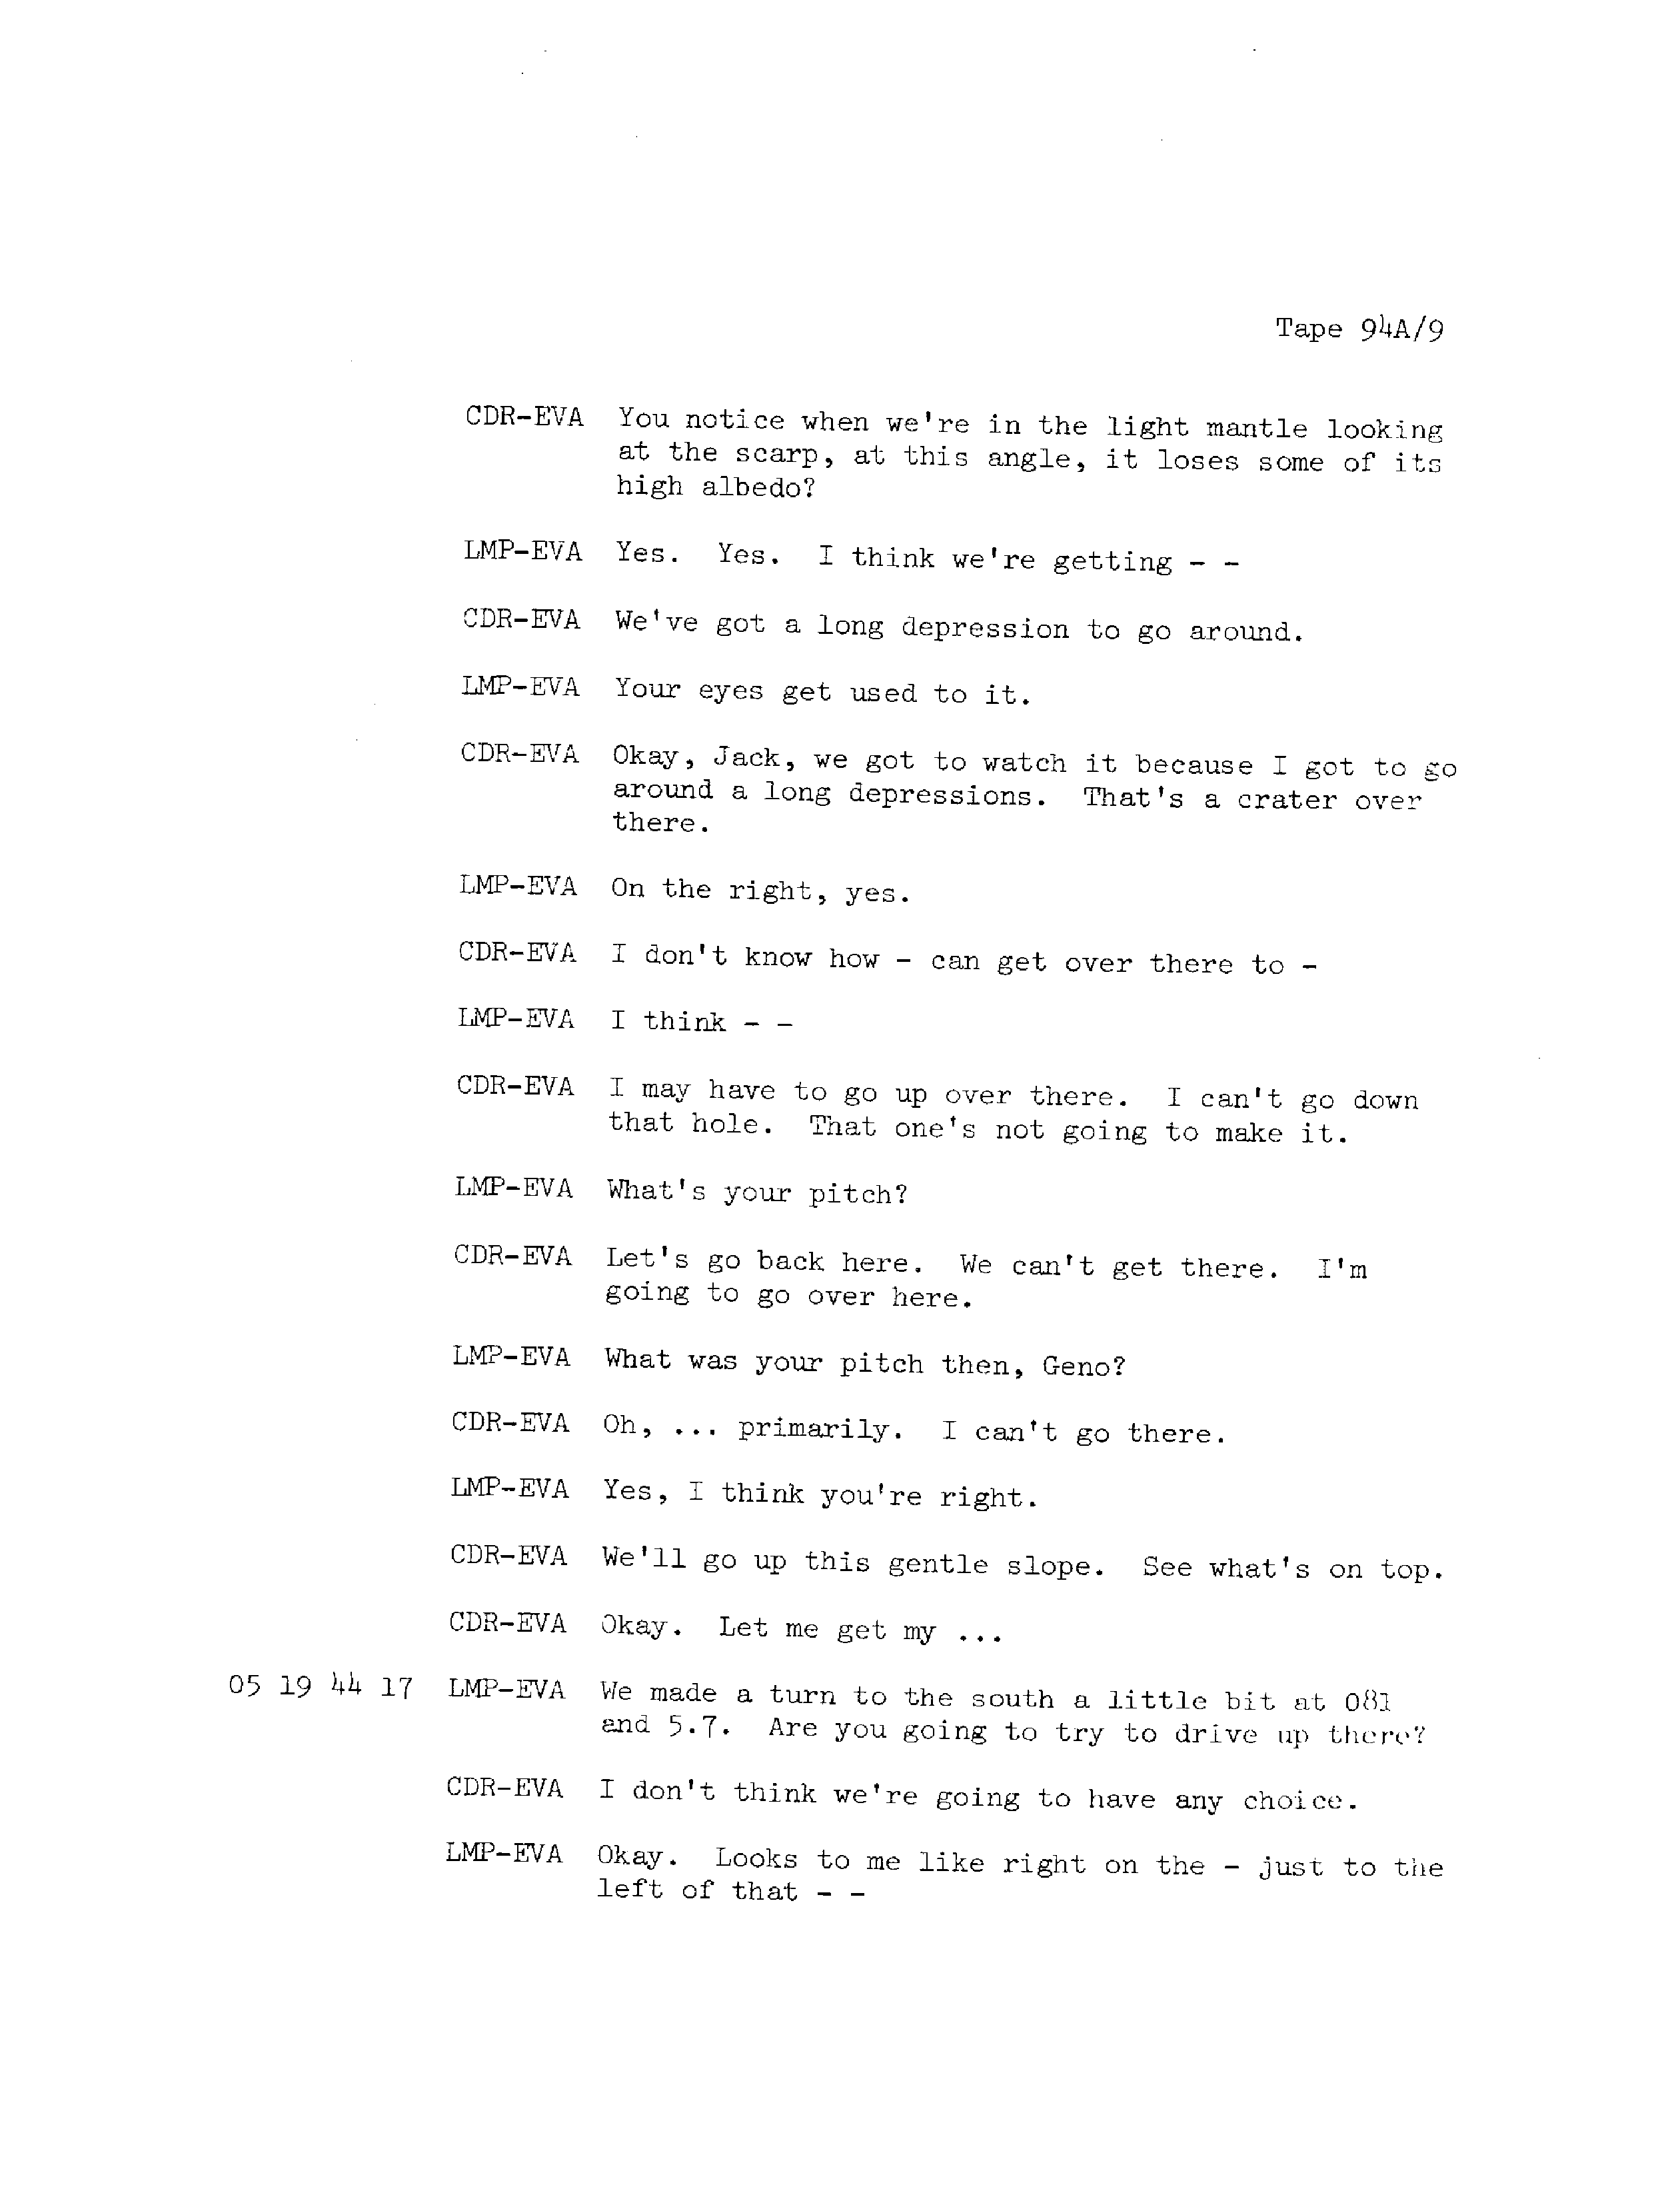 Tape 94A/9
CDR-EVA You notice when we're in the light mantle looking
at the scarp, at this angle, it loses some of its
high albedo?
LMP-EVA Yes. Yes. I think we're getting - -
CDR-EVA We've got a long depression to go around.
LMP-EVA Your eyes get used to it.
CDR-EVA Okay, Jack, we got to watch it because I got to go
around a long depressions. That's a crater over
there.
LMP-EVA On the right, yes.
CDR-EVA I don't know how - can get over there to -
LMP-EVA I think - -
CDR-EVA I may have to go up over there. I can't go down
that hole. That one's not going to make it.
LMP-EVA What's your pitch?
CDR-EVA Let's go back here. We can't get there. I'm
going to go over here.
LMP-EVA What was your pitch then, Geno?
CDR-EVA Oh, ... primarily. I can't go there.
LMP-EVA Yes, I think you're right.
CDR-EVA We'll go up this gentle slope. See what's on top.
CDR-EVA Okay. Let me get my ...
05 19 44 17 LMP-EVA We made a turn to the south a little bit at 081
and 5.7. Are you going to try to drive up there?
CDR-EVA I don't think we're going to have any choice.
LMP-EVA Okay. Looks to me like right on the - just to the
left of that - -